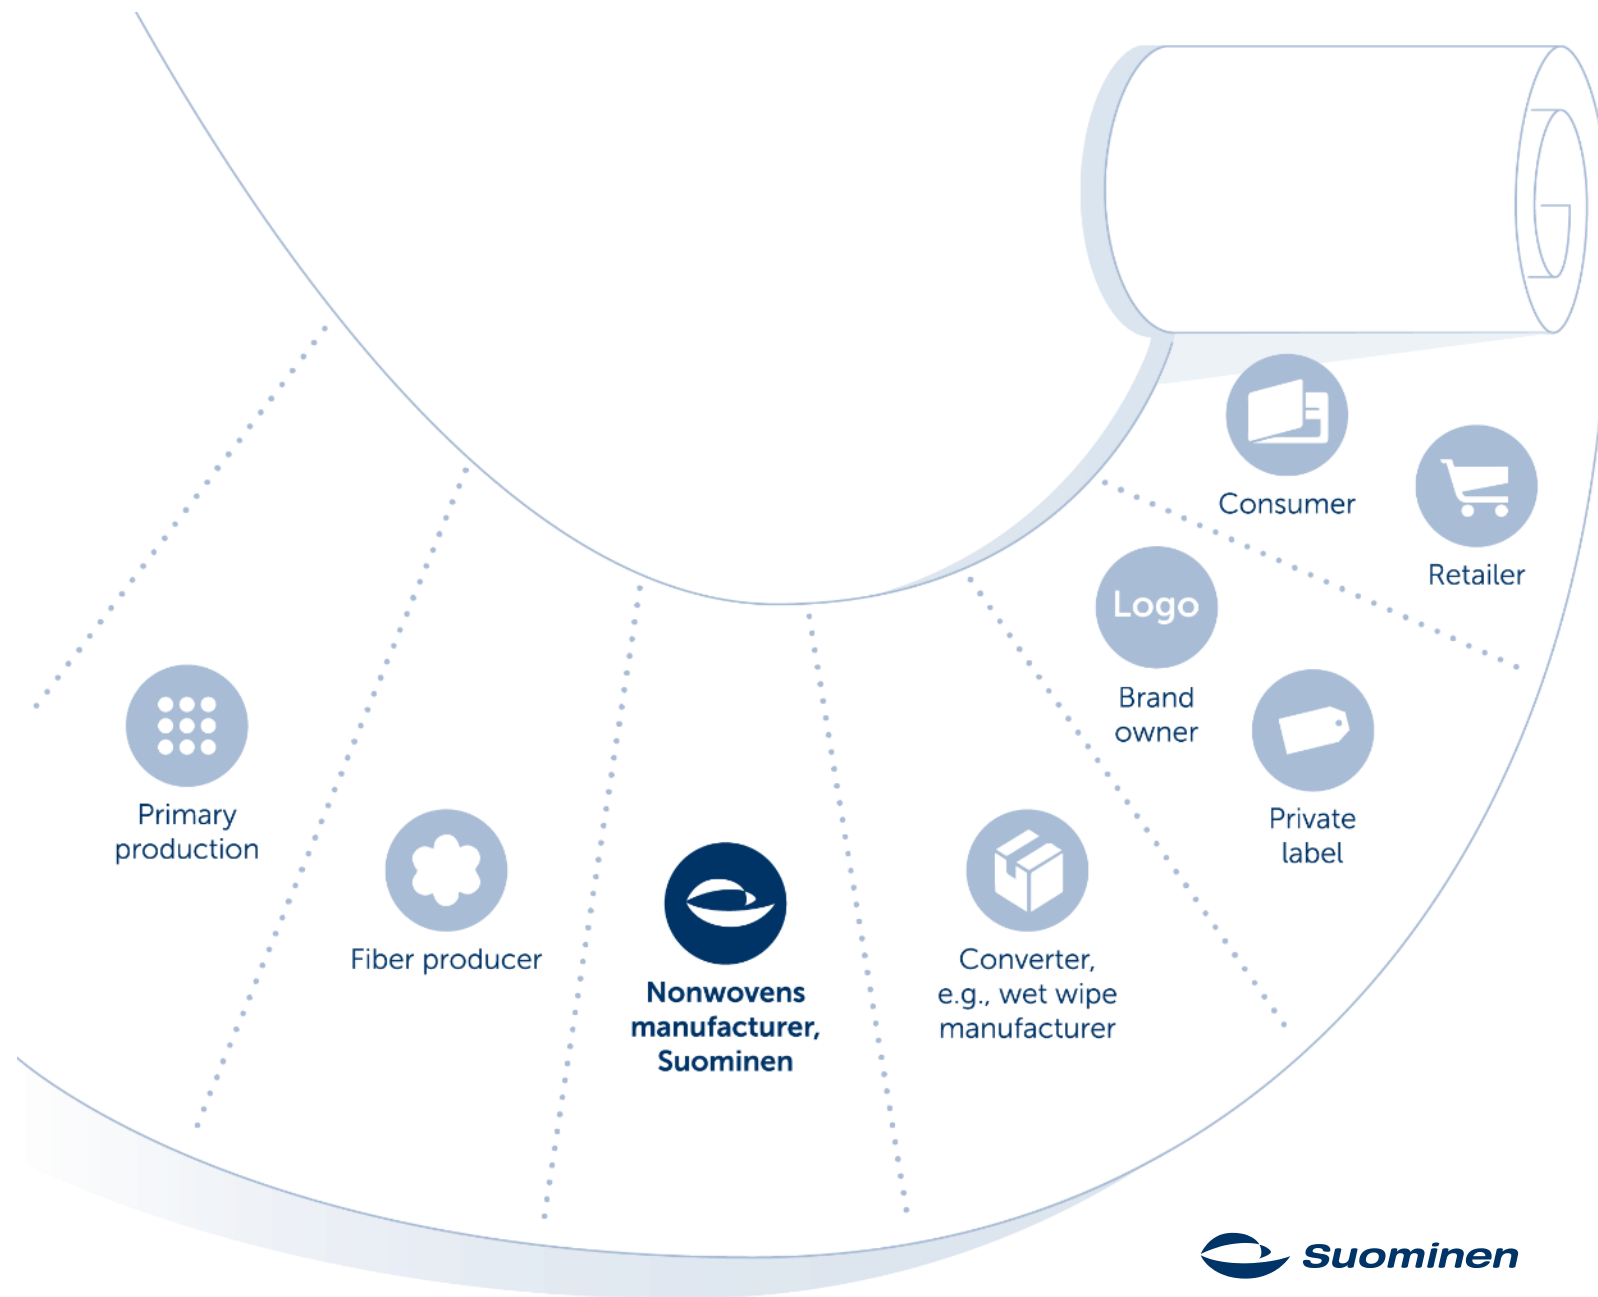 Primary
production
Fiber producer
Nonwovens
manufacturer,
Suominen
Converter,
e.g., wet wipe
manufacturer
Logo
Brand
owner
Private
label
Consumer
Retailer
Suominen